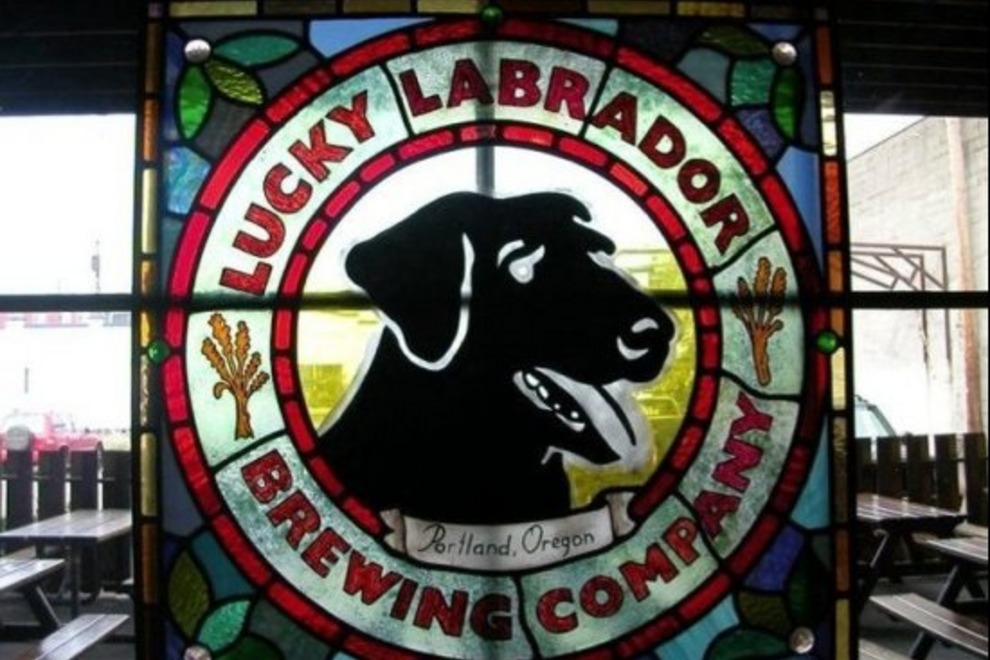 LUCKY LABRADOR
BREWING COMPANY
Portland, Oregon